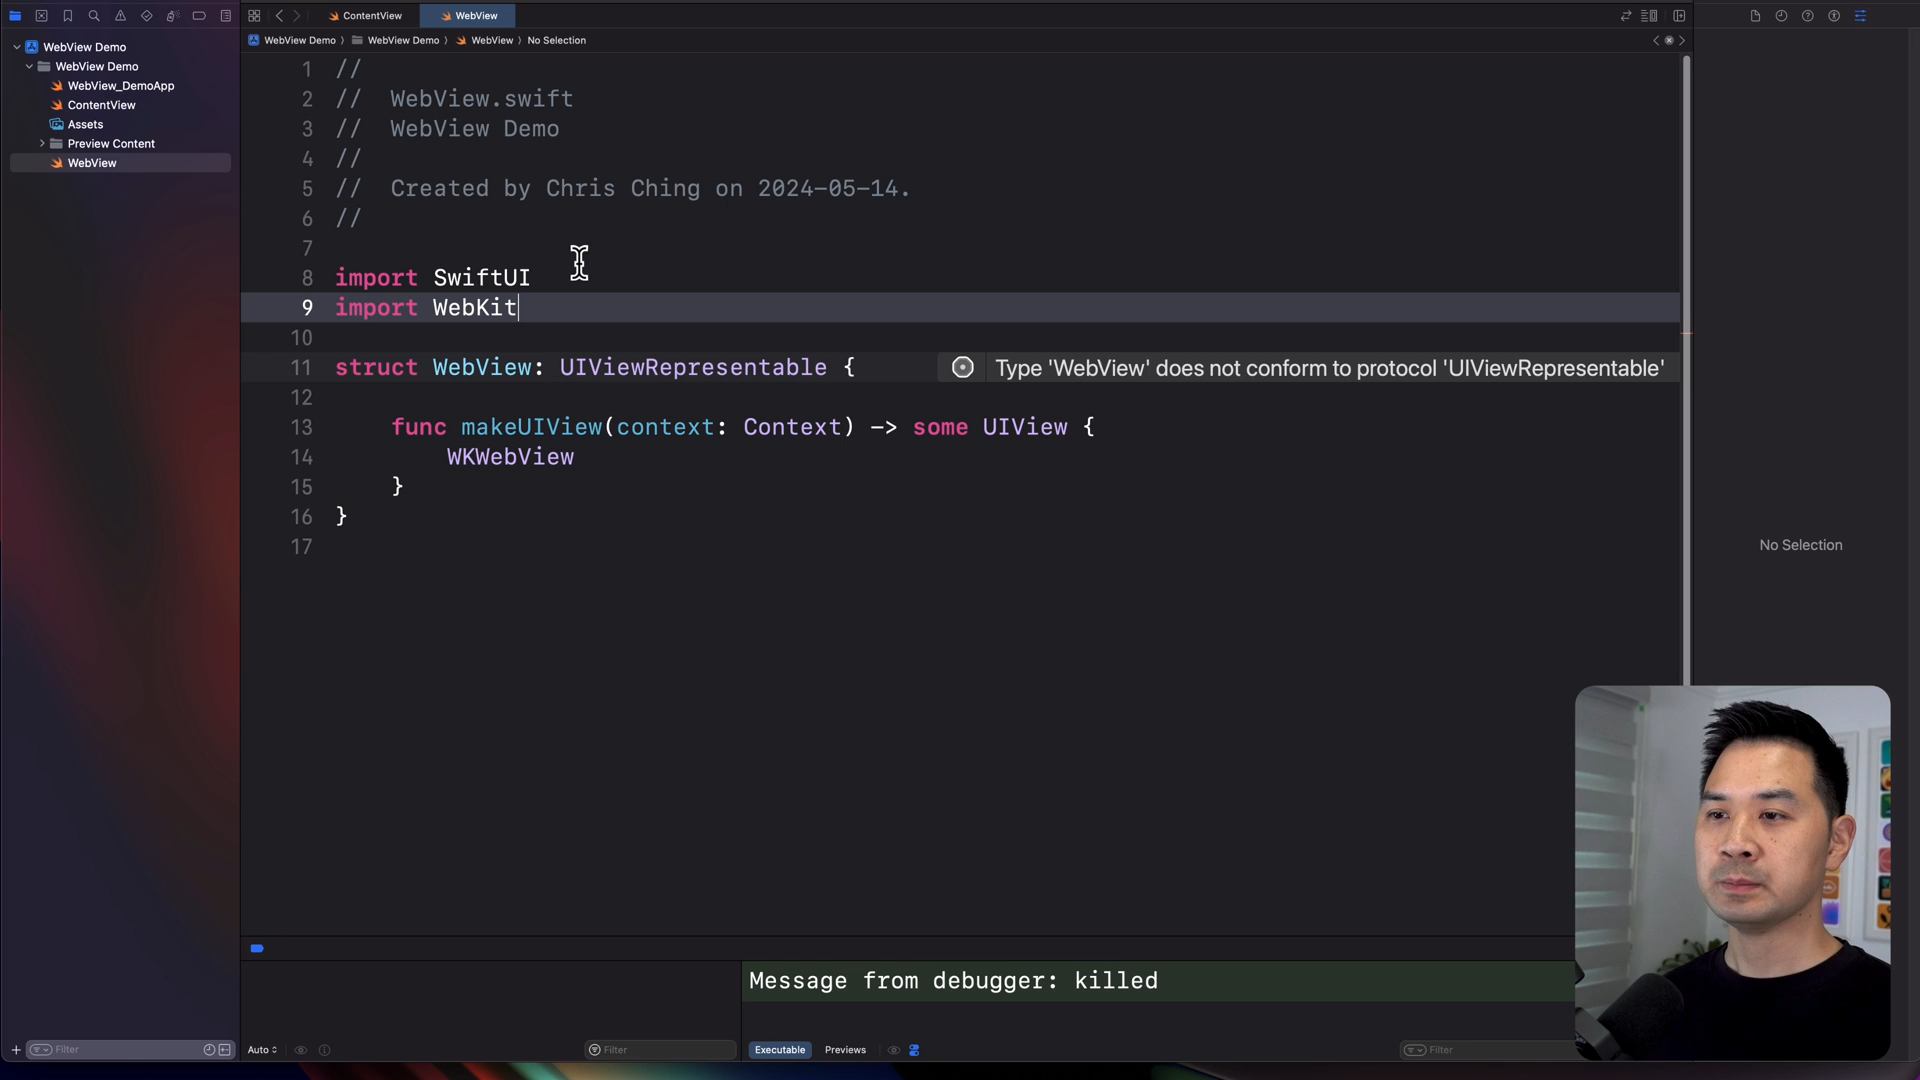 ContentView
WebView
WebView Demo
WebView Demo
WebView_DemoApp
ContentView
Assets
Preview Content
WebView
WebView Demo
WebView Demo
WebView
No Selection
1 //
2 // WebView.swift
3 // WebView Demo
4 //
5 // Created by Chris Ching on 2024-05-14.
6 //
7
8 import SwiftUI
9 import WebKit
10
11 struct WebView: UIViewRepresentable {
Type 'WebView' does not conform to protocol 'UIViewRepresentable'
12
13 func makeUIView(context: Context) -> some UIView {
14 WKWebView
15 }
16 }
17
No Selection
Message from debugger: killed
Filter
Auto
Filter
Executable
Previews
Filter